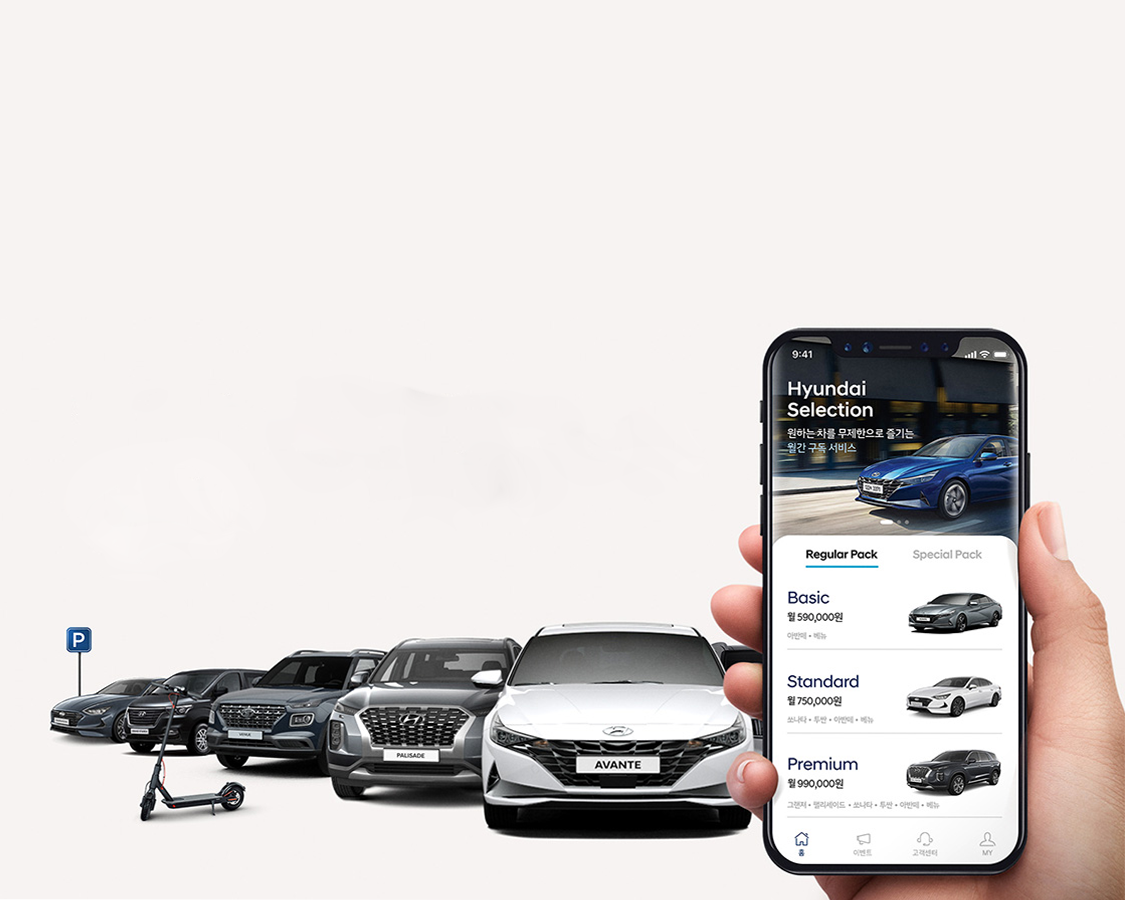 P
VENUE
PALISADE
AVANTE
9:41
Hyundai
Selection
원하는 차를 무제한으로 즐기는
월간 구독 서비스
Regular Pack
Special Pack
Basic
월 590,000원
아반떼 • 베뉴
Standard
월 750,000원
쏘나타 • 투싼 • 아반떼 • 베뉴
Premium
월 990,000원
그랜저 • 팰리세이드 • 쏘나타 • 투싼 • 아반떼 • 베뉴
홈
이벤트
고객센터
MY